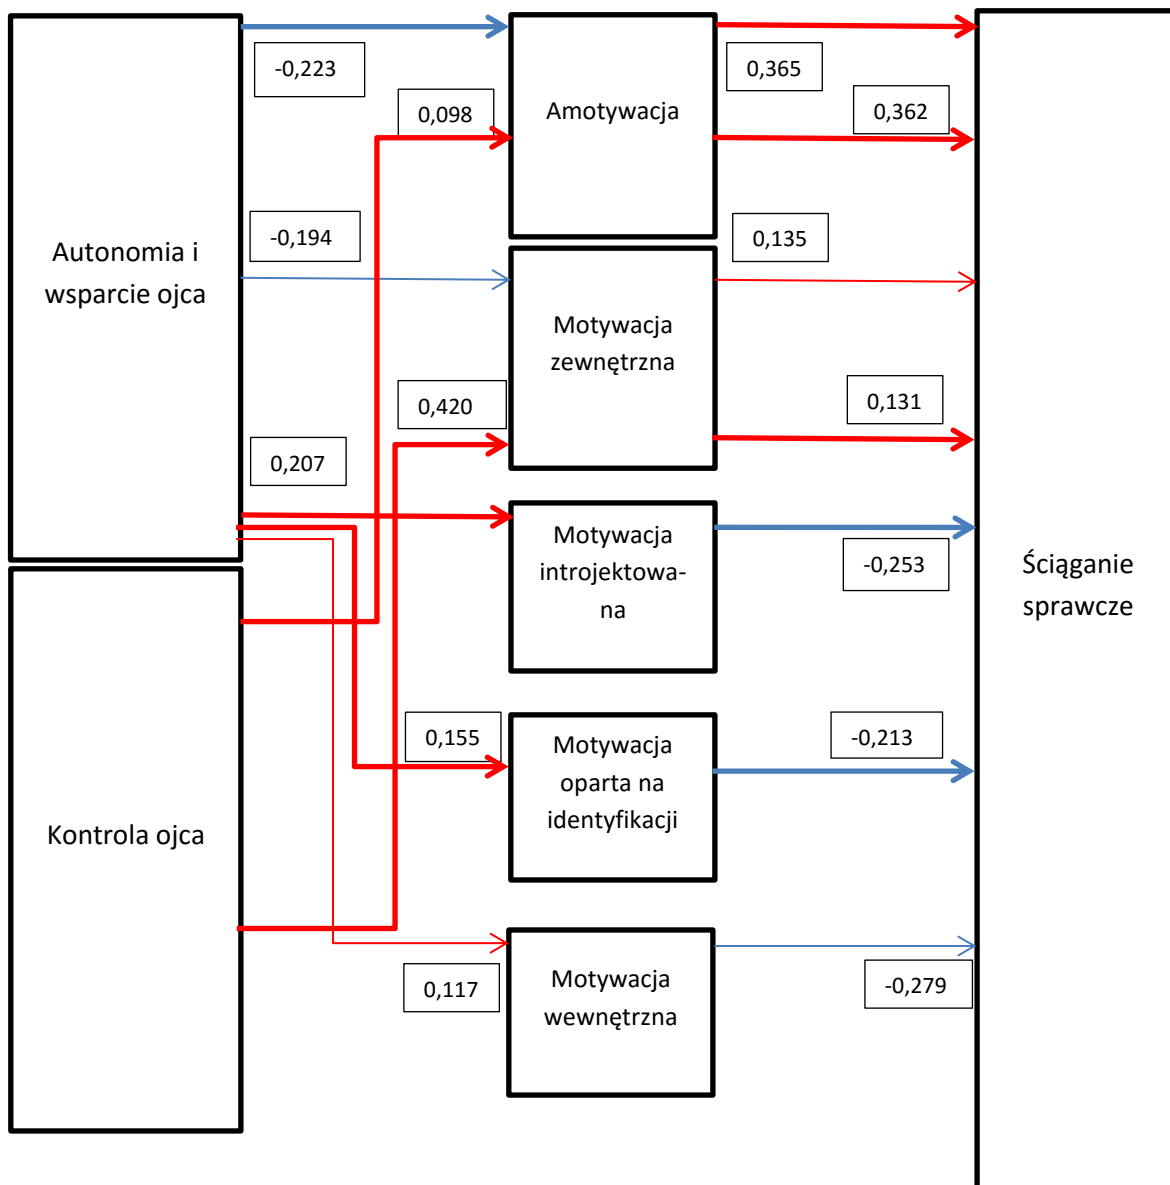 -0,223
0,365
0,098
Amotywacja
0,362
-0,194
0,135
Autonomia i
wsparcie ojca
Motywacja
zewnętrzna
0,420
0,131
0,207
Motywacja
introjektowa-
na
-0,253
Ściąganie
sprawcze
0,155
Motywacja
oparta na
identyfikacji
-0,213
Kontrola ojca
0,117
Motywacja
wewnętrzna
-0,279